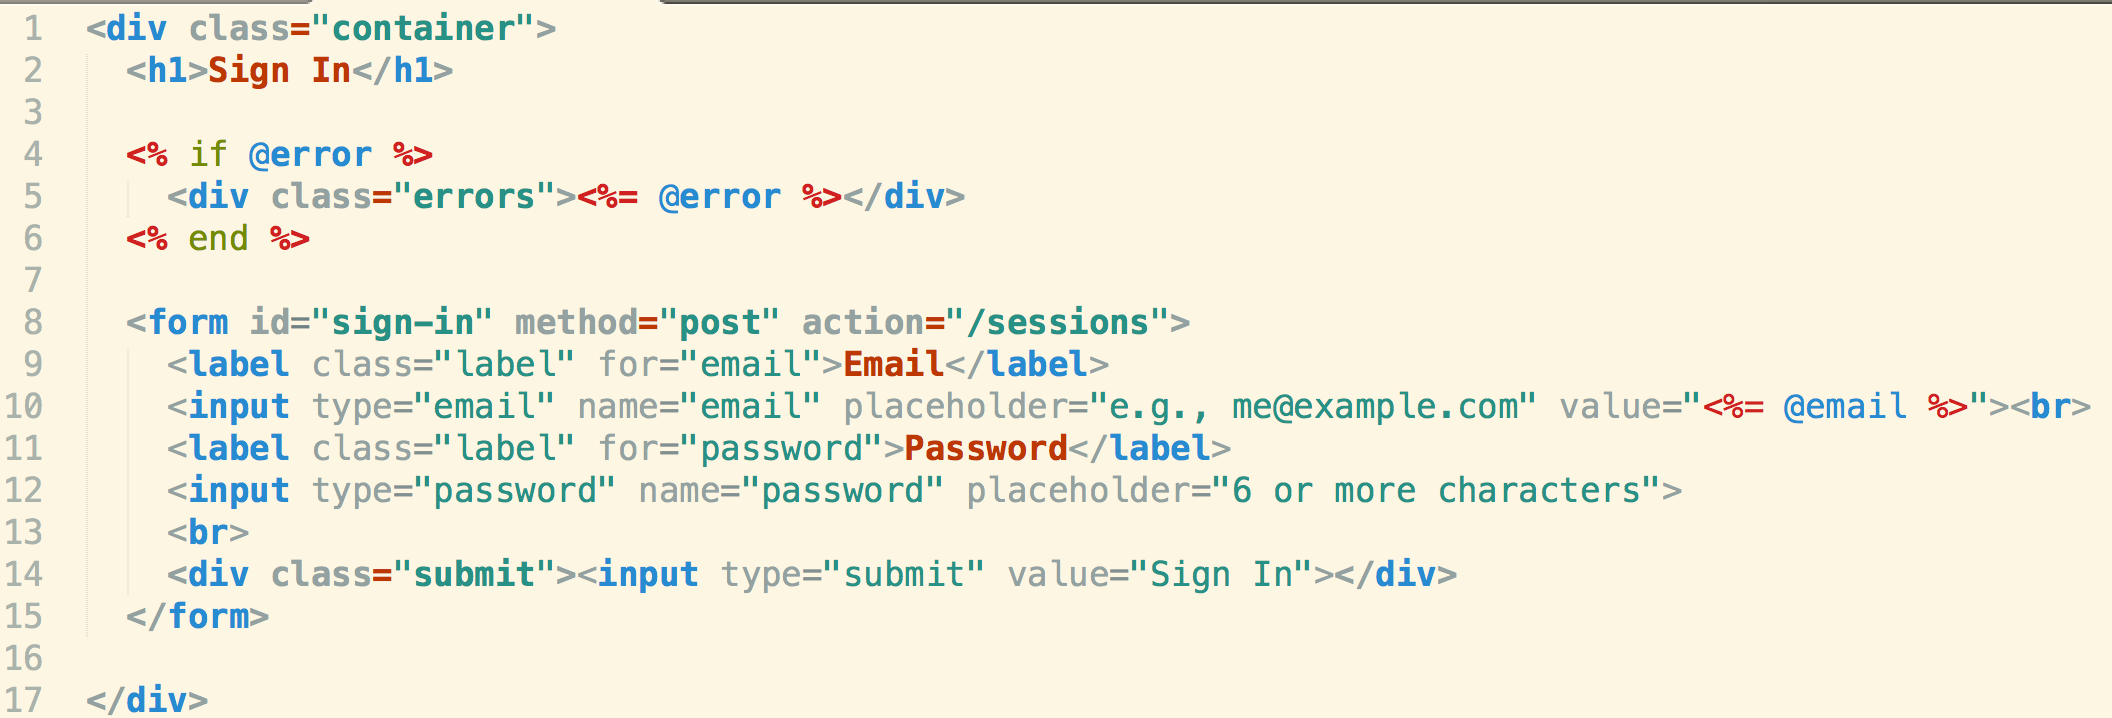 1 <div class="container">
2   <h1>Sign In</h1>
3
4   <% if @error %>
5     <div class="errors"><%= @error %></div>
6   <% end %>
7
8   <form id="sign-in" method="post" action="/sessions">
9     <label class="label" for="email">Email</label>
10     <input type="email" name="email" placeholder="e.g., me@example.com" value="<%= @email %>"><br>
11     <label class="label" for="password">Password</label>
12     <input type="password" name="password" placeholder="6 or more characters">
13     <br>
14     <div class="submit"><input type="submit" value="Sign In"></div>
15   </form>
16
17 </div>